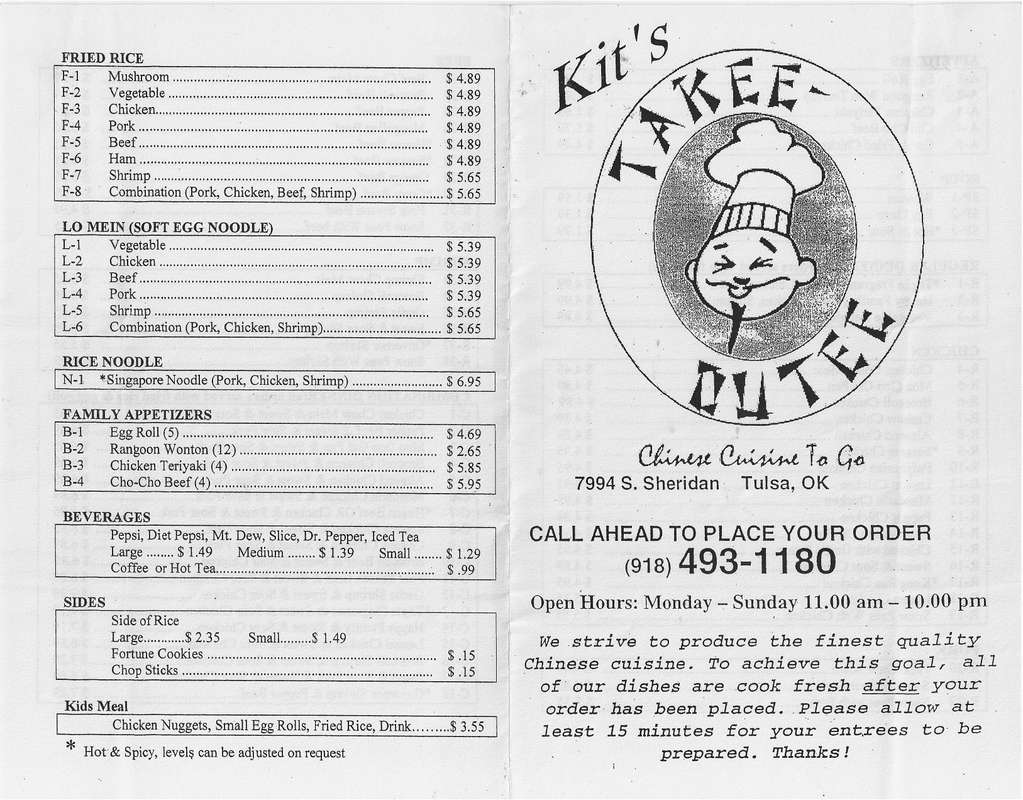 FRIED RICE
F-1 Mushroom ........ $ 4.89
F-2 Vegetable ........ $ 4.89
F-3 Chicken........ $ 4.89
F-4 Pork ........ $ 4.89
F-5 Beef ........ $ 4.89
F-6 Ham ........ $ 4.89
F-7 Shrimp ........ $ 5.65
F-8 Combination (Pork, Chicken, Beef, Shrimp) ........ $ 5.65
LO MEIN (SOFT EGG NOODLE)
L-1 Vegetable ........ $ 5.39
L-2 Chicken ........ $ 5.39
L-3 Beef ........ $ 5.39
L-4 Pork ........ $ 5.39
L-5 Shrimp ........ $ 5.65
L-6 Combination (Pork, Chicken, Shrimp)........ $ 5.65
RICE NOODLE
N-1 *Singapore Noodle (Pork, Chicken, Shrimp) ........ $ 6.95
FAMILY APPETIZERS
B-1 Egg Roll (5) ........ $ 4.69
B-2 Rangoon Wonton (12) ........ $ 2.65
B-3 Chicken Teriyaki (4) ........ $ 5.85
B-4 Cho-Cho Beef (4) ........ $ 5.95
BEVERAGES
Pepsi, Diet Pepsi, Mt. Dew, Slice, Dr. Pepper, Iced Tea
Large ........ $ 1.49 Medium ....... $ 1.39 Small ....... $ 1.29
Coffee or Hot Tea........ $ .99
SIDES
Side of Rice
Large...........$ 2.35 Small........$ 1.49
Fortune Cookies ........ $ .15
Chop Sticks ........ $ .15
Kids Meal
Chicken Nuggets, Small Egg Rolls, Fried Rice, Drink.........$ 3.55
* Hot & Spicy, levels can be adjusted on request
Kit's
TAKEE-
OUTEE
Chinese Cuisine To Go
7994 S. Sheridan Tulsa, OK
CALL AHEAD TO PLACE YOUR ORDER
(918) 493-1180
Open Hours: Monday – Sunday 11.00 am – 10.00 pm
We strive to produce the finest quality
Chinese cuisine. To achieve this goal, all
of our dishes are cook fresh after your
order has been placed. Please allow at
least 15 minutes for your entrees to be
prepared. Thanks!